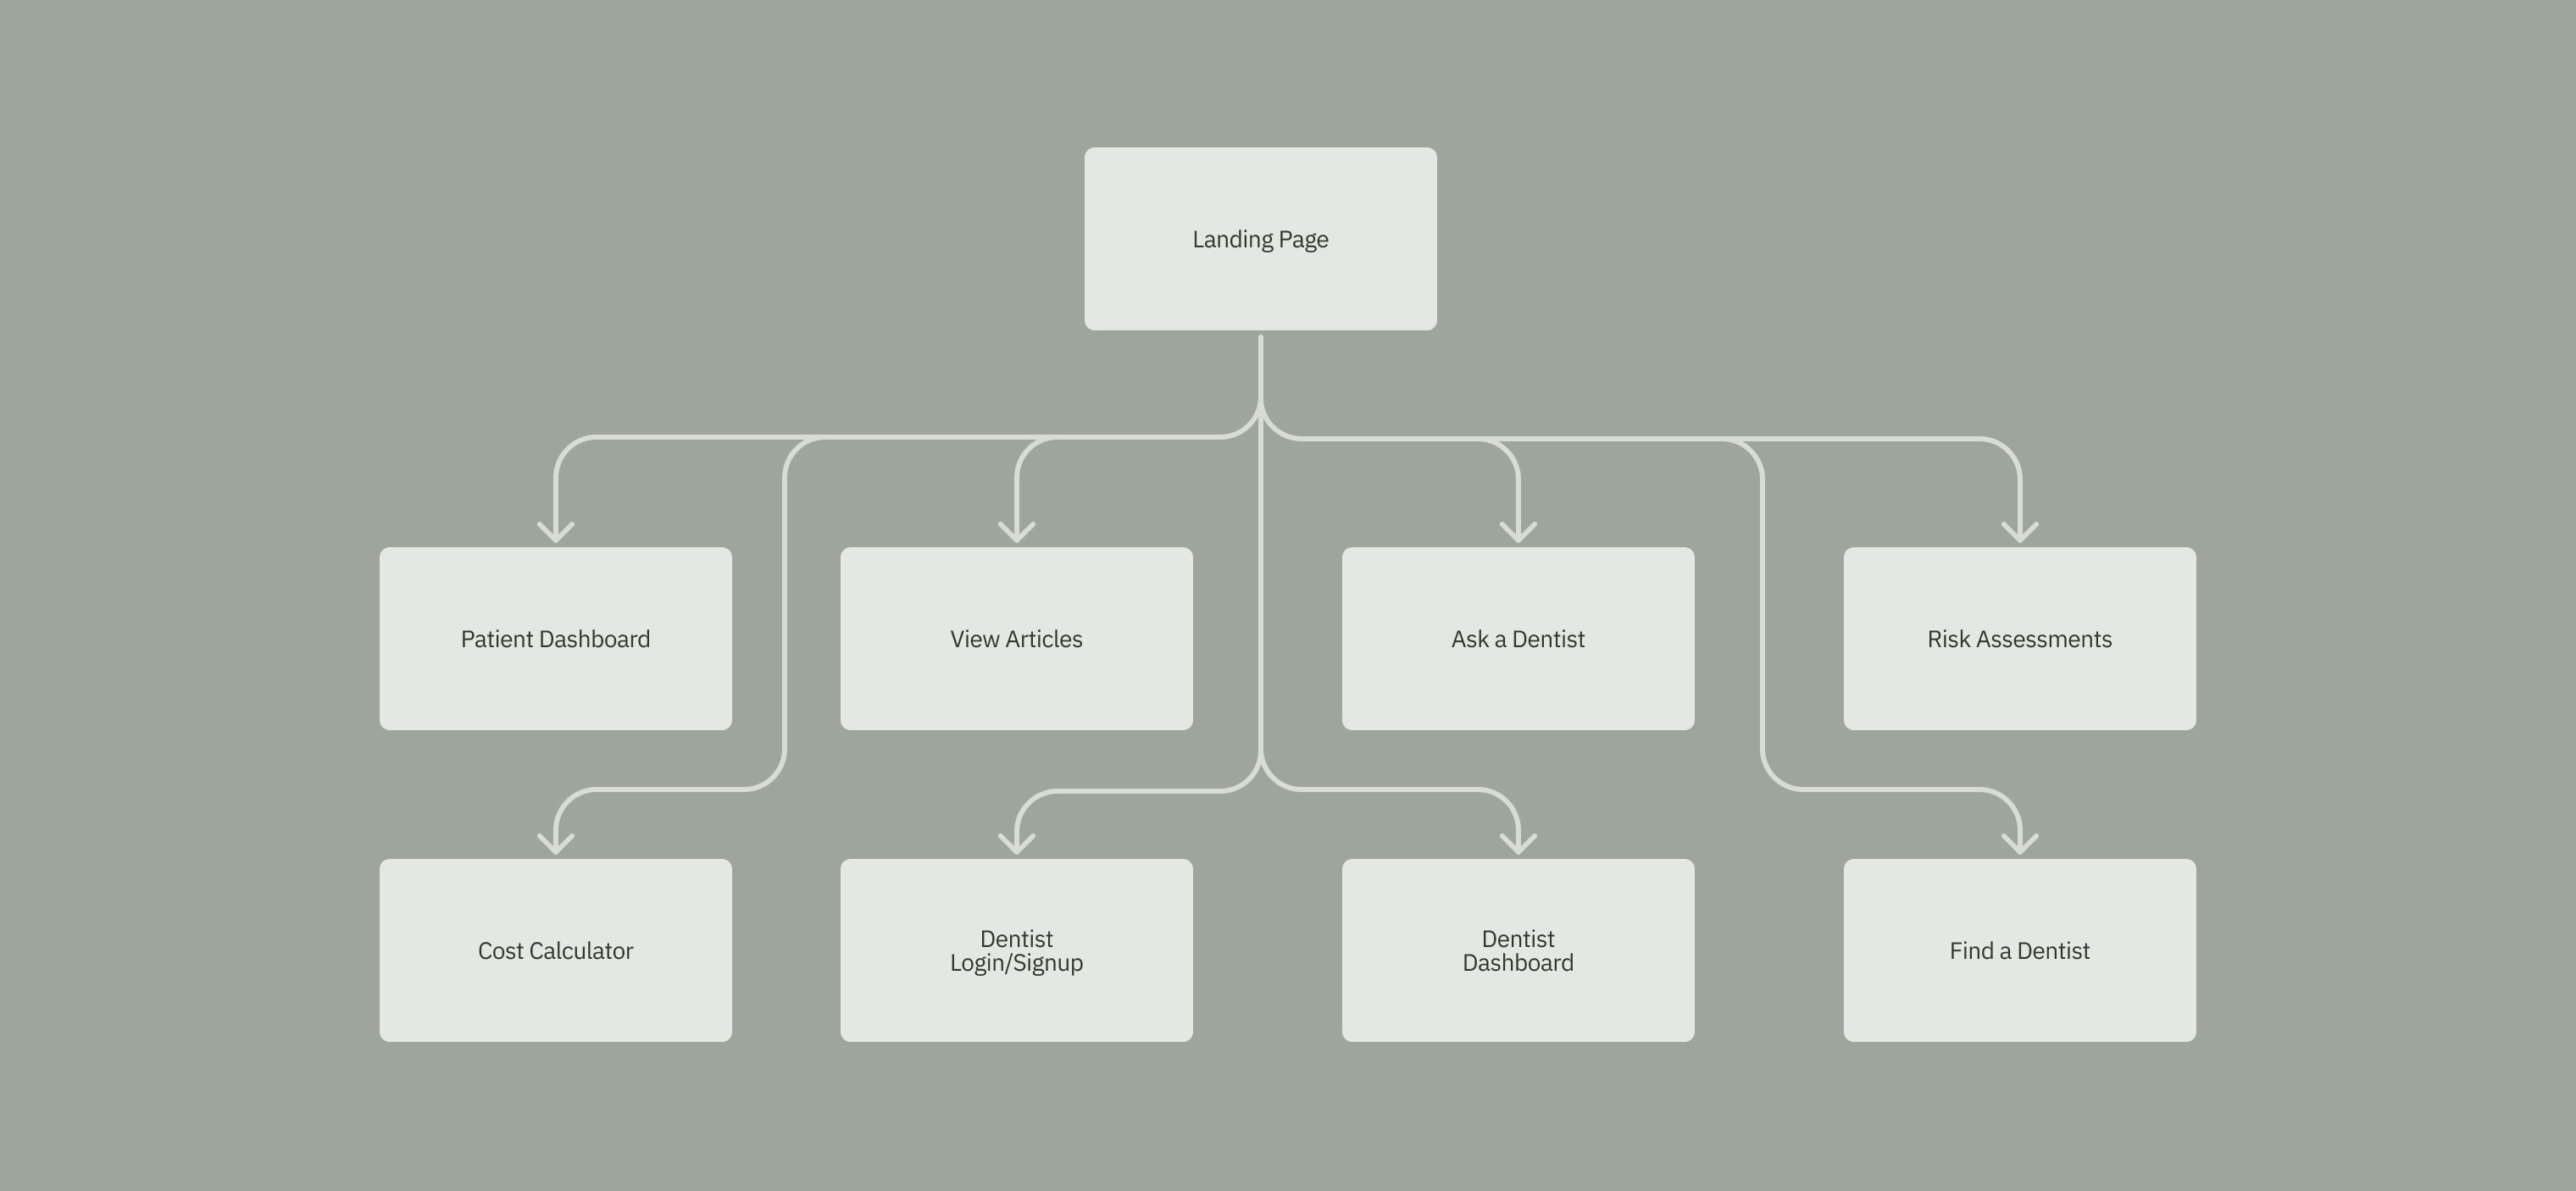 Landing Page
Patient Dashboard
View Articles
Ask a Dentist
Risk Assessments
Cost Calculator
Dentist
Login/Signup
Dentist
Dashboard
Find a Dentist